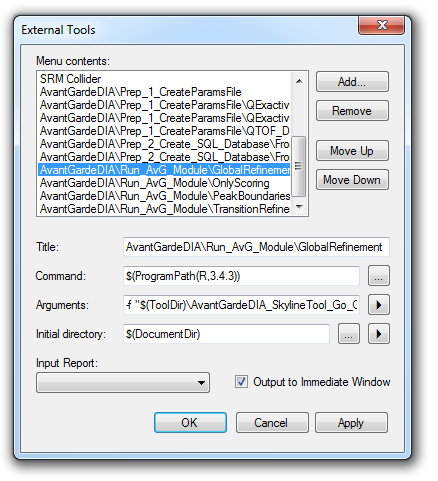 External Tools
Menu contents:
SRM Collider
AvantGardeDIA\Prep_1_CreateParamsFile
AvantGardeDIA\Prep_1_CreateParamsFile\QExactiv
AvantGardeDIA\Prep_1_CreateParamsFile\QExactiv
AvantGardeDIA\Prep_1_CreateParamsFile\QTOF_D
AvantGardeDIA\Prep_2_Create_SQL_Database\Fro
AvantGardeDIA\Prep_2_Create_SQL_Database\Fro
AvantGardeDIA\Run_AvG_Module\GlobalRefinemen
AvantGardeDIA\Run_AvG_Module\OnlyScoring
AvantGardeDIA\Run_AvG_Module\PeakBoundaries
AvantGardeDIA\Run_AvG_Module\TransitionRefine
Add...
Remove
Move Up
Move Down
Title:
AvantGardeDIA\Run_AvG_Module\GlobalRefinement
Command:
$(ProgramPath(R,3.4.3))
...
Arguments:
-f "$(ToolDir)\AvantGardeDIA_SkylineTool_Go_G
Initial directory:
$(DocumentDir)
...
Input Report:
Output to Immediate Window
OK
Cancel
Apply